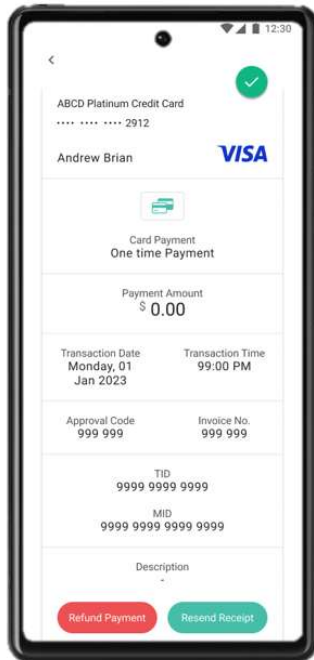 12:30
ABCD Platinum Credit Card
•••• •••• •••• 2912
Andrew Brian
VISA
Card Payment
One time Payment
Payment Amount
$ 0.00
Transaction Date
Transaction Time
Monday, 01
99:00 PM
Jan 2023
Approval Code
Invoice No.
999 999
999 999
TID
9999 9999 9999
MID
9999 9999 9999 9999
Description
-
Refund Payment
Resend Receipt